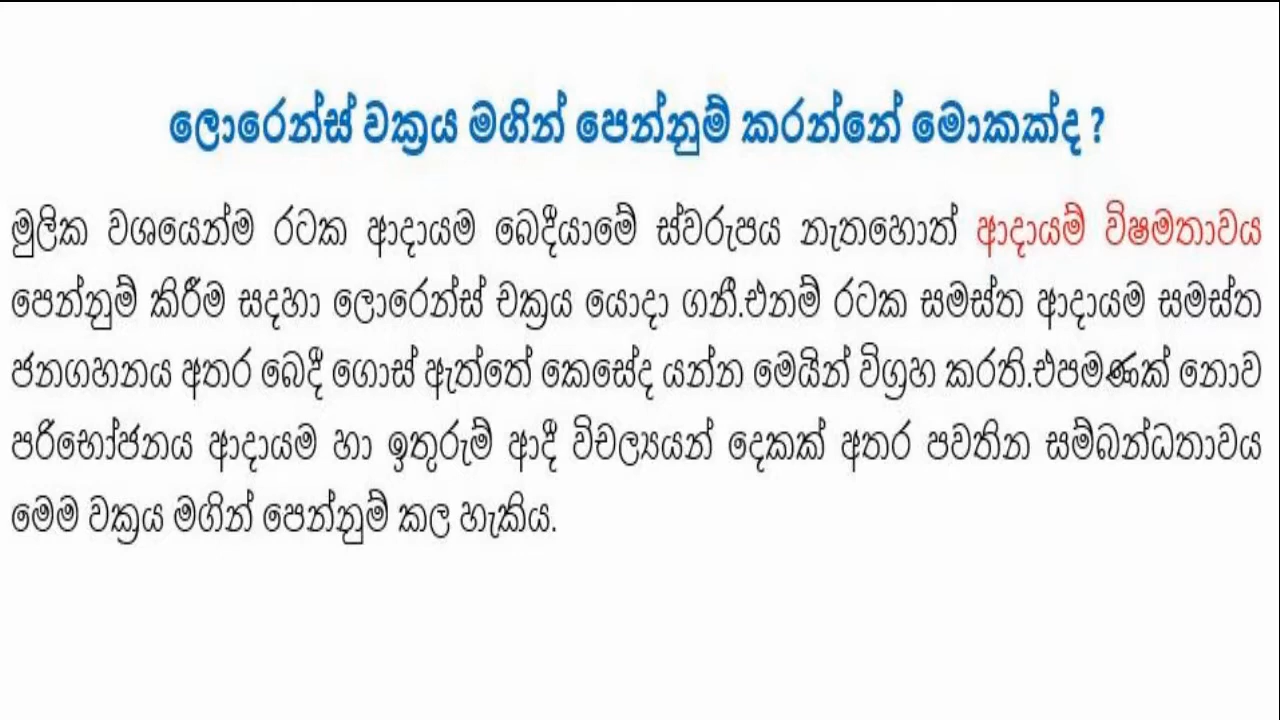 ලොරෙන්ස් වක්‍රය මගින් පෙන්නුම් කරන්නේ මොකක්ද ?
මුලික වශයෙන්ම රටක ආදායම බෙදීයාමේ ස්වරුපය නැතහොත් ආදායම් විෂමතාවය
පෙන්නුම් කිරීම සදහා ලොරෙන්ස් චක්‍රය යොදා ගනී.එනම් රටක සමස්ත ආදායම සමස්ත
ජනගහනය අතර බෙදී ගොස් ඇත්තේ කෙසේද යන්න මෙයින් විග්‍රහ කරති.එපමණක් නොව
පරිභෝජනය ආදායම හා ඉතුරුම් ආදී විචල්‍යයන් දෙකක් අතර පවතින සම්බන්ධතාවය
මෙම වක්‍රය මගින් පෙන්නුම් කල හැකිය.